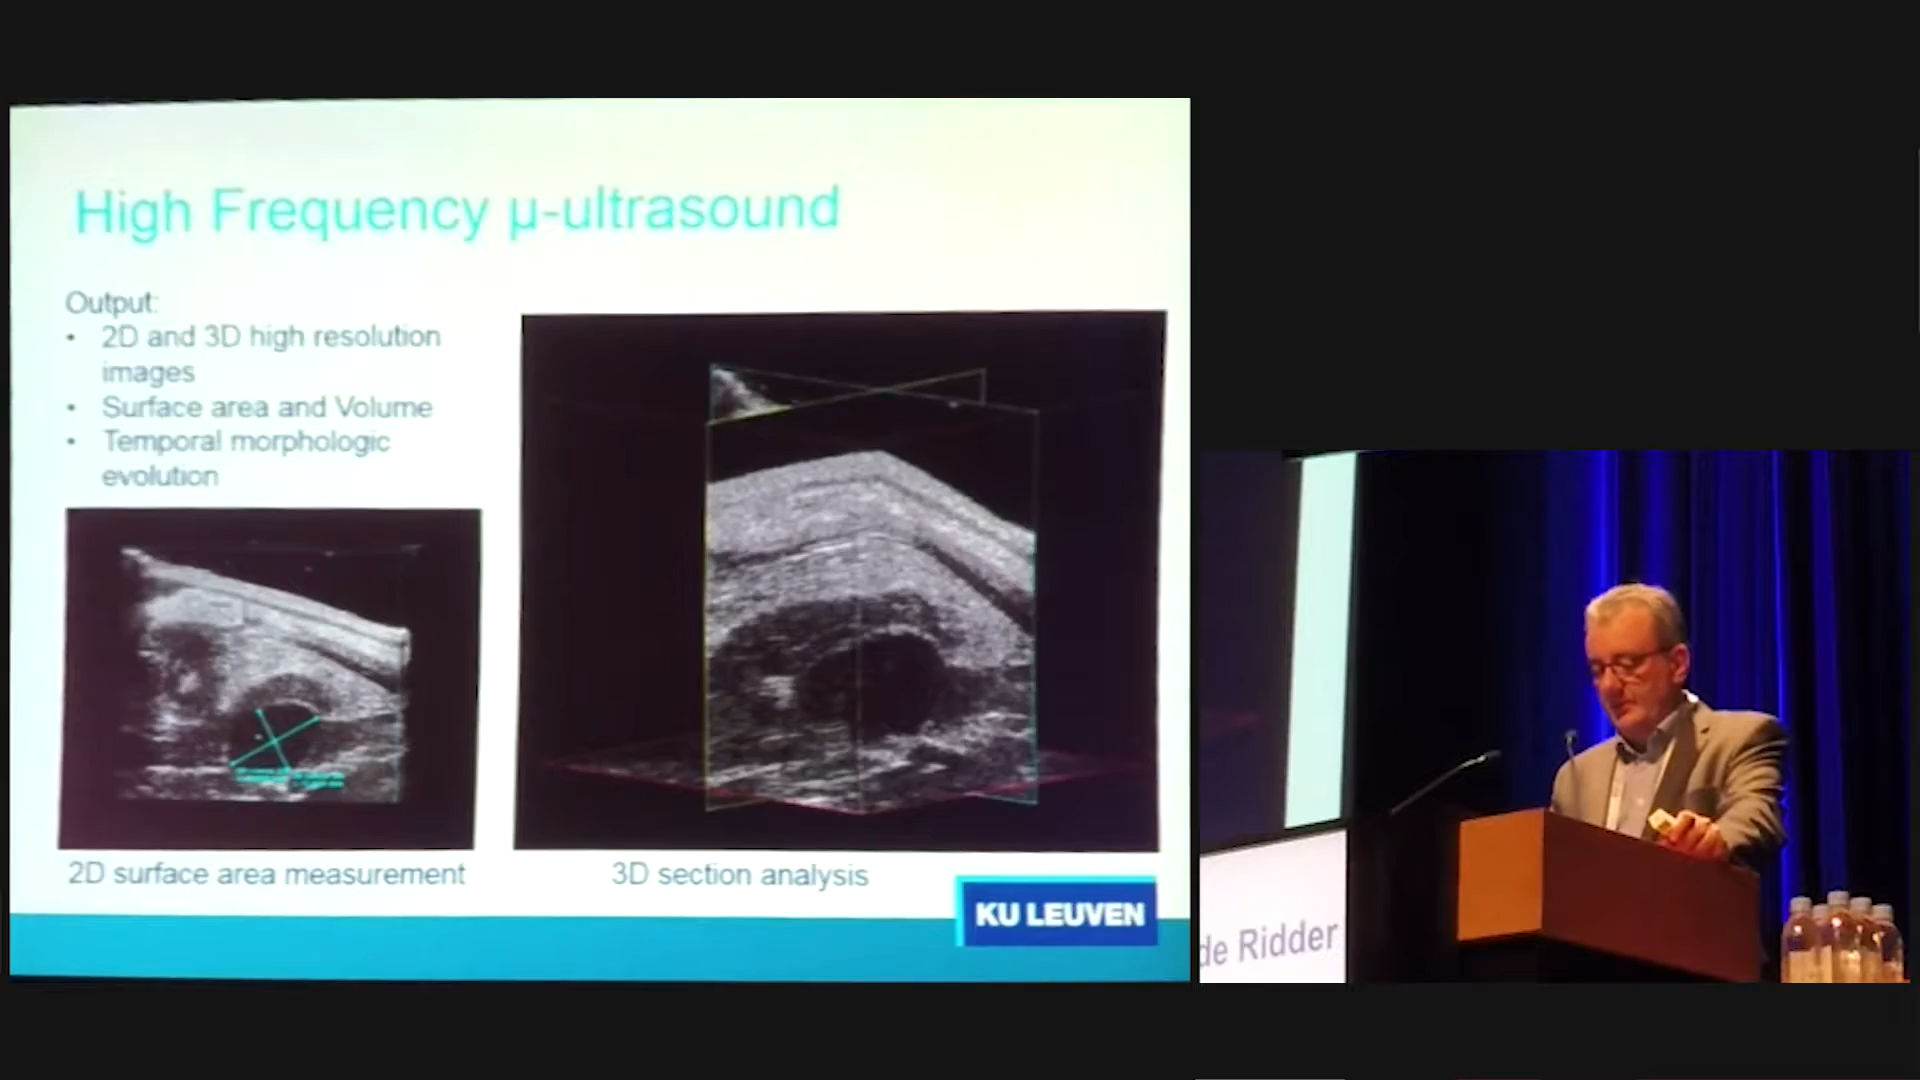 High Frequency µ-ultrasound
Output:
• 2D and 3D high resolution
images
• Surface area and Volume
• Temporal morphologic
evolution
2D surface area measurement
3D section analysis
KU LEUVEN
de Ridder